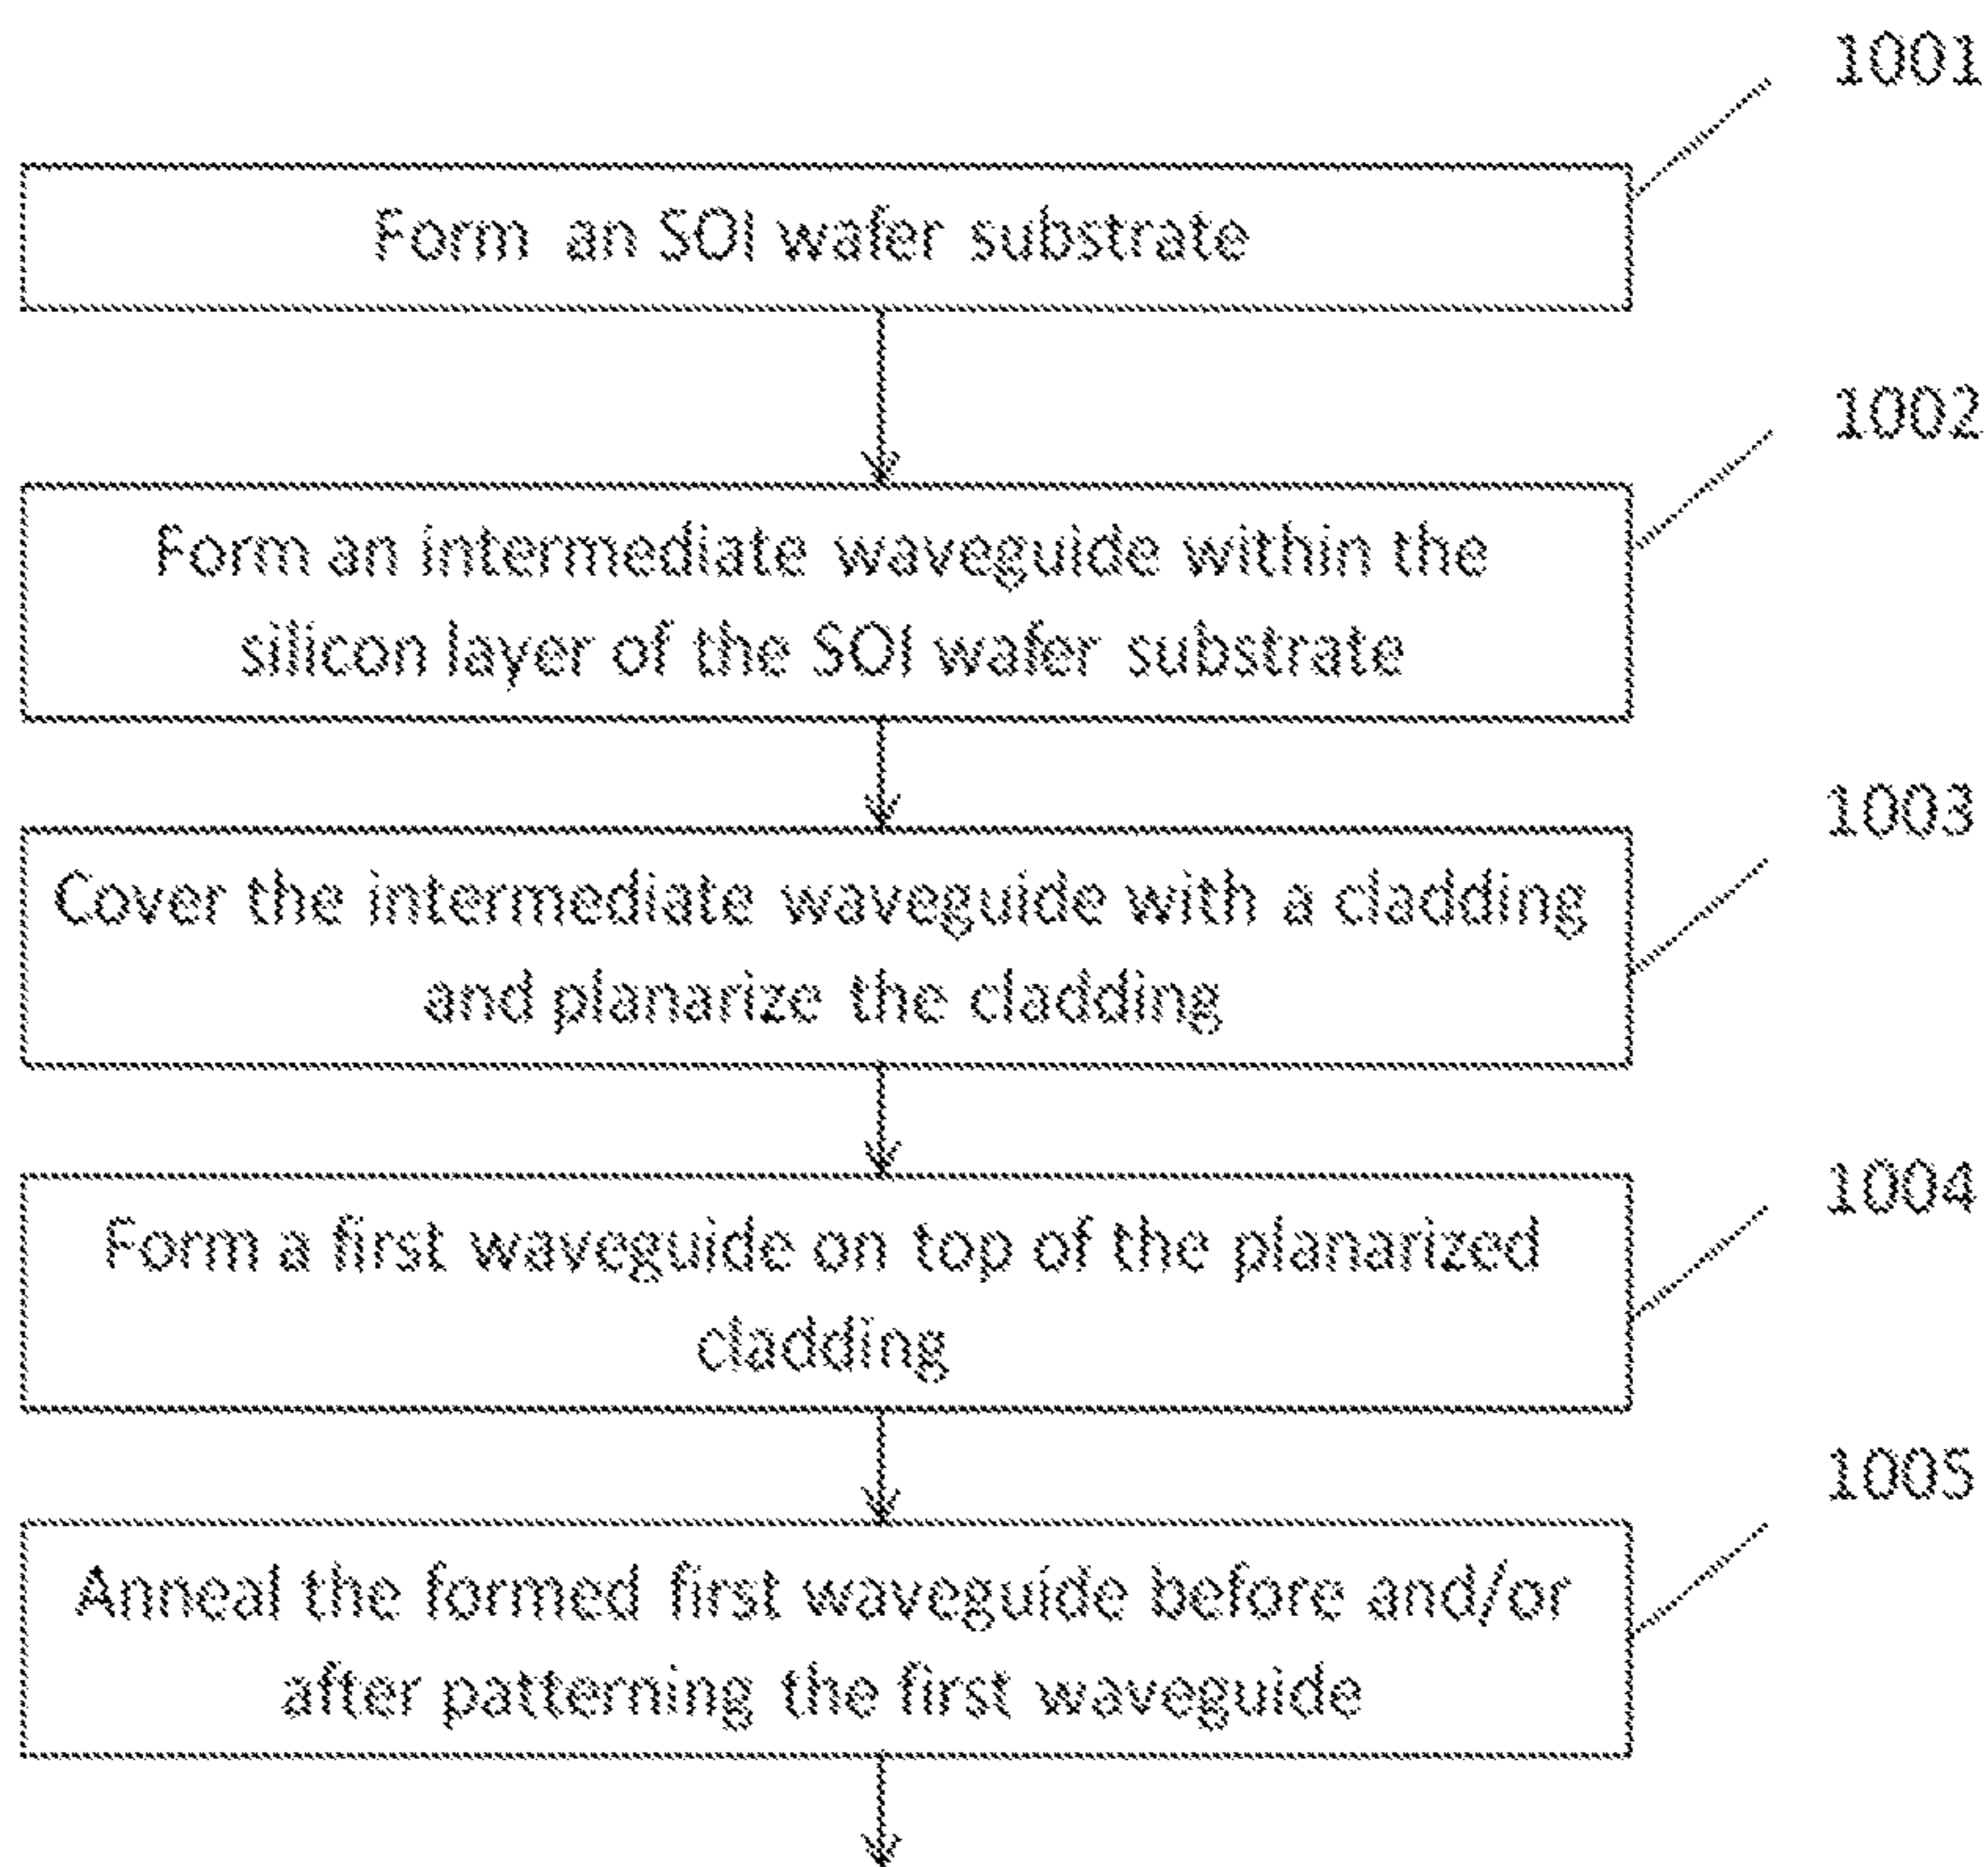 1001
Form an SOI wafer substrate
1002
Form an intermediate waveguide within the
silicon layer of the SOI wafer substrate
1003
Cover the intermediate waveguide with a cladding
and planarize the cladding
1004
Form a first waveguide on top of the planarized
cladding
1005
Anneal the formed first waveguide before and/or
after patterning the first waveguide